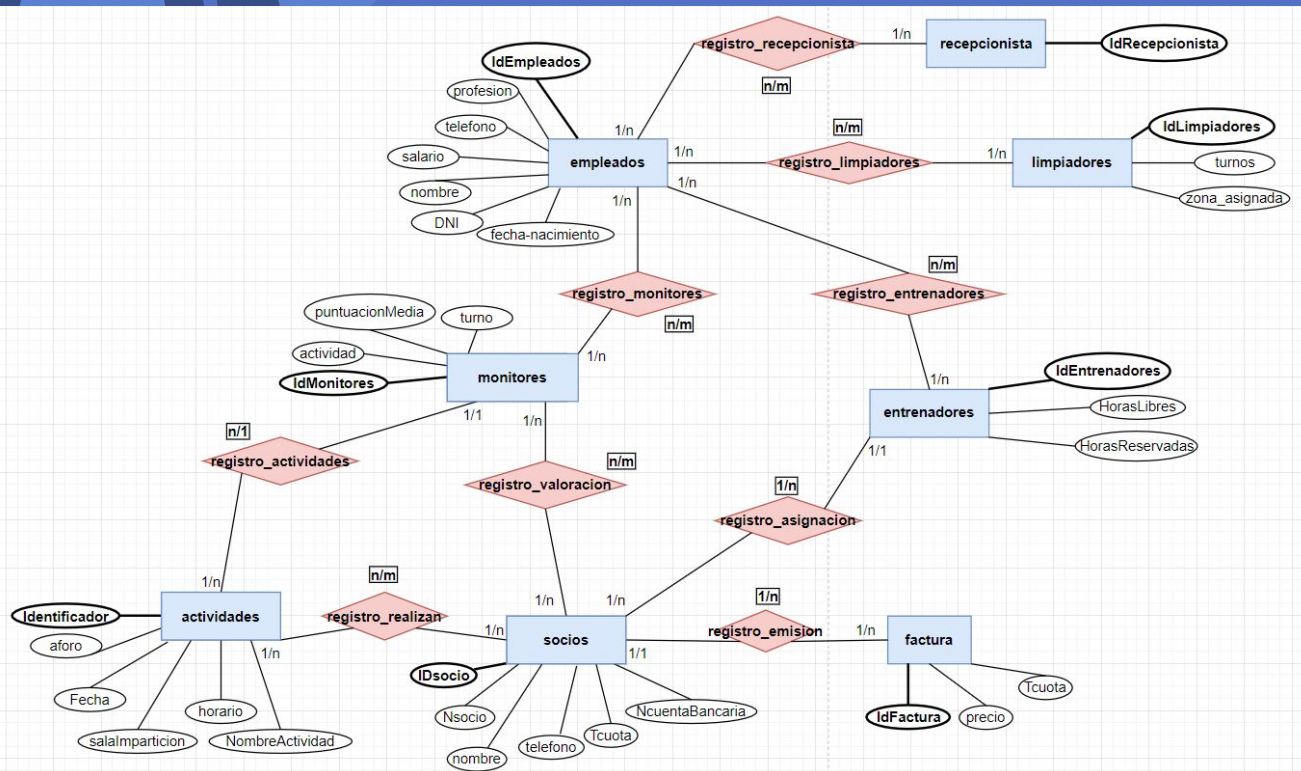 registro_recepcionista
1/n
recepcionista
IdRecepcionista
n/m
IdEmpleados
profesion
telefono
salario
nombre
DNI
fecha-nacimiento
1/n
empleados
1/n
1/n
1/n
n/m
registro_limpiadores
1/n
limpiadores
IdLimpiadores
turnos
zona_asignada
registro_monitores
n/m
n/m
registro_entrenadores
puntuacionMedia
turno
actividad
IdMonitores
monitores
1/n
1/1
1/n
1/n
entrenadores
IdEntrenadores
HorasLibres
HorasReservadas
1/1
n/1
registro_actividades
n/m
registro_valoracion
1/n
registro_asignacion
1/n
Identificador
actividades
aforo
Fecha
salaImparticion
horario
NombreActividad
1/n
n/m
registro_realizan
1/n
1/n
1/n
socios
1/1
IDsocio
Nsocio
nombre
telefono
Tcuota
NcuentaBancaria
1/n
registro_emision
1/n
factura
IdFactura
precio
Tcuota